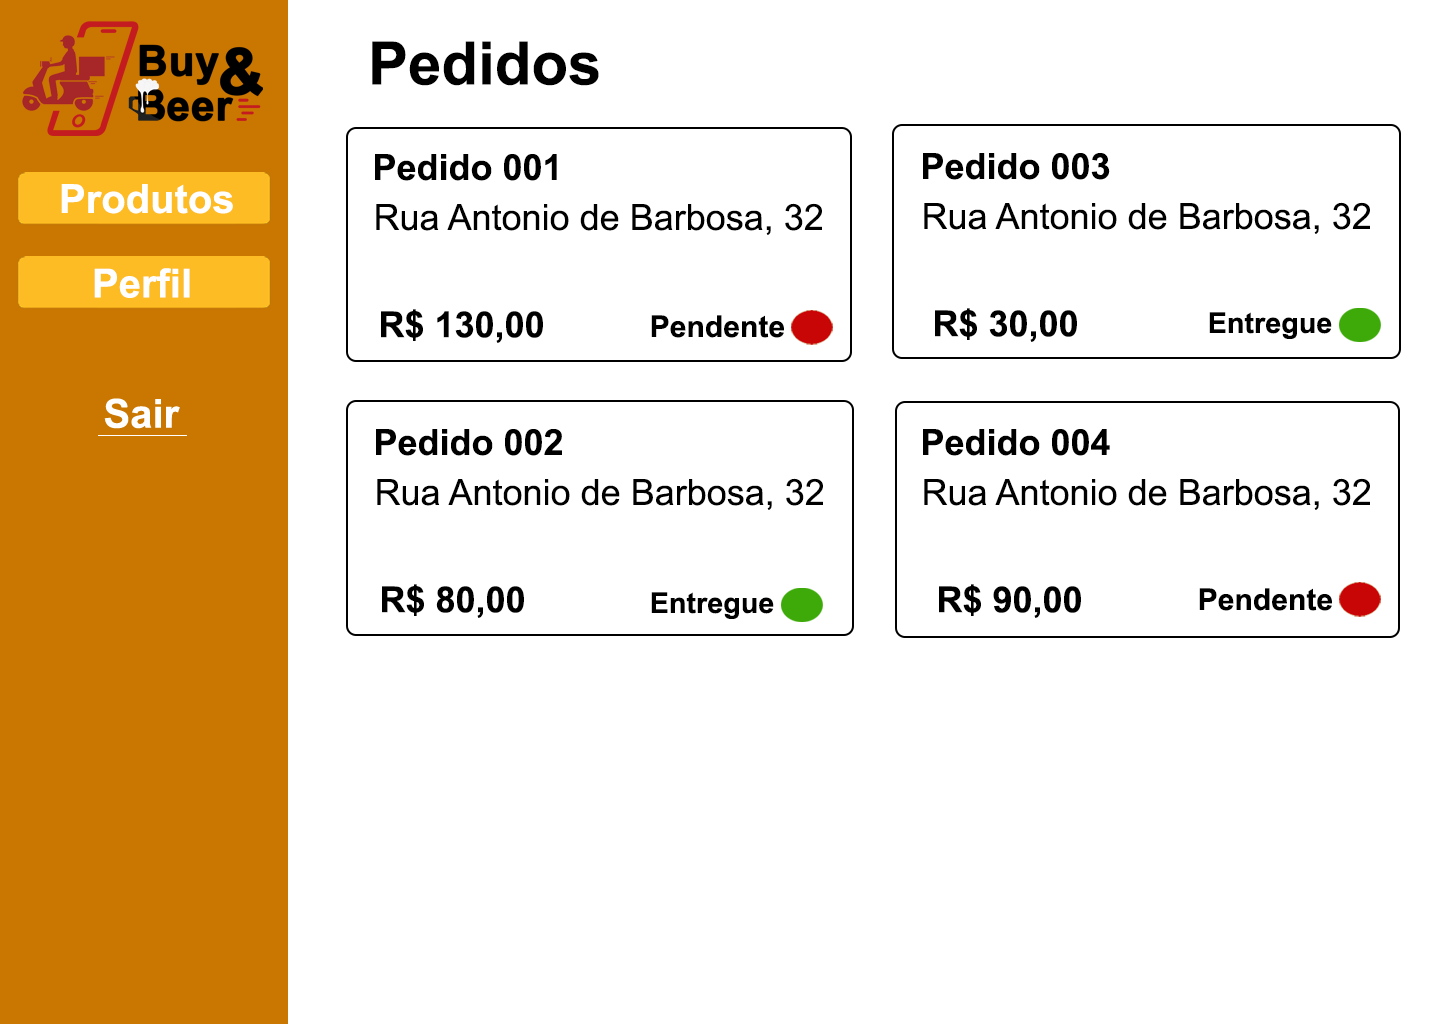 Buy &
Beer
Produtos
Perfil
Sair
Pedidos
Pedido 001
Rua Antonio de Barbosa, 32
R$ 130,00
Pendente
Pedido 003
Rua Antonio de Barbosa, 32
R$ 30,00
Entregue
Pedido 002
Rua Antonio de Barbosa, 32
R$ 80,00
Entregue
Pedido 004
Rua Antonio de Barbosa, 32
R$ 90,00
Pendente